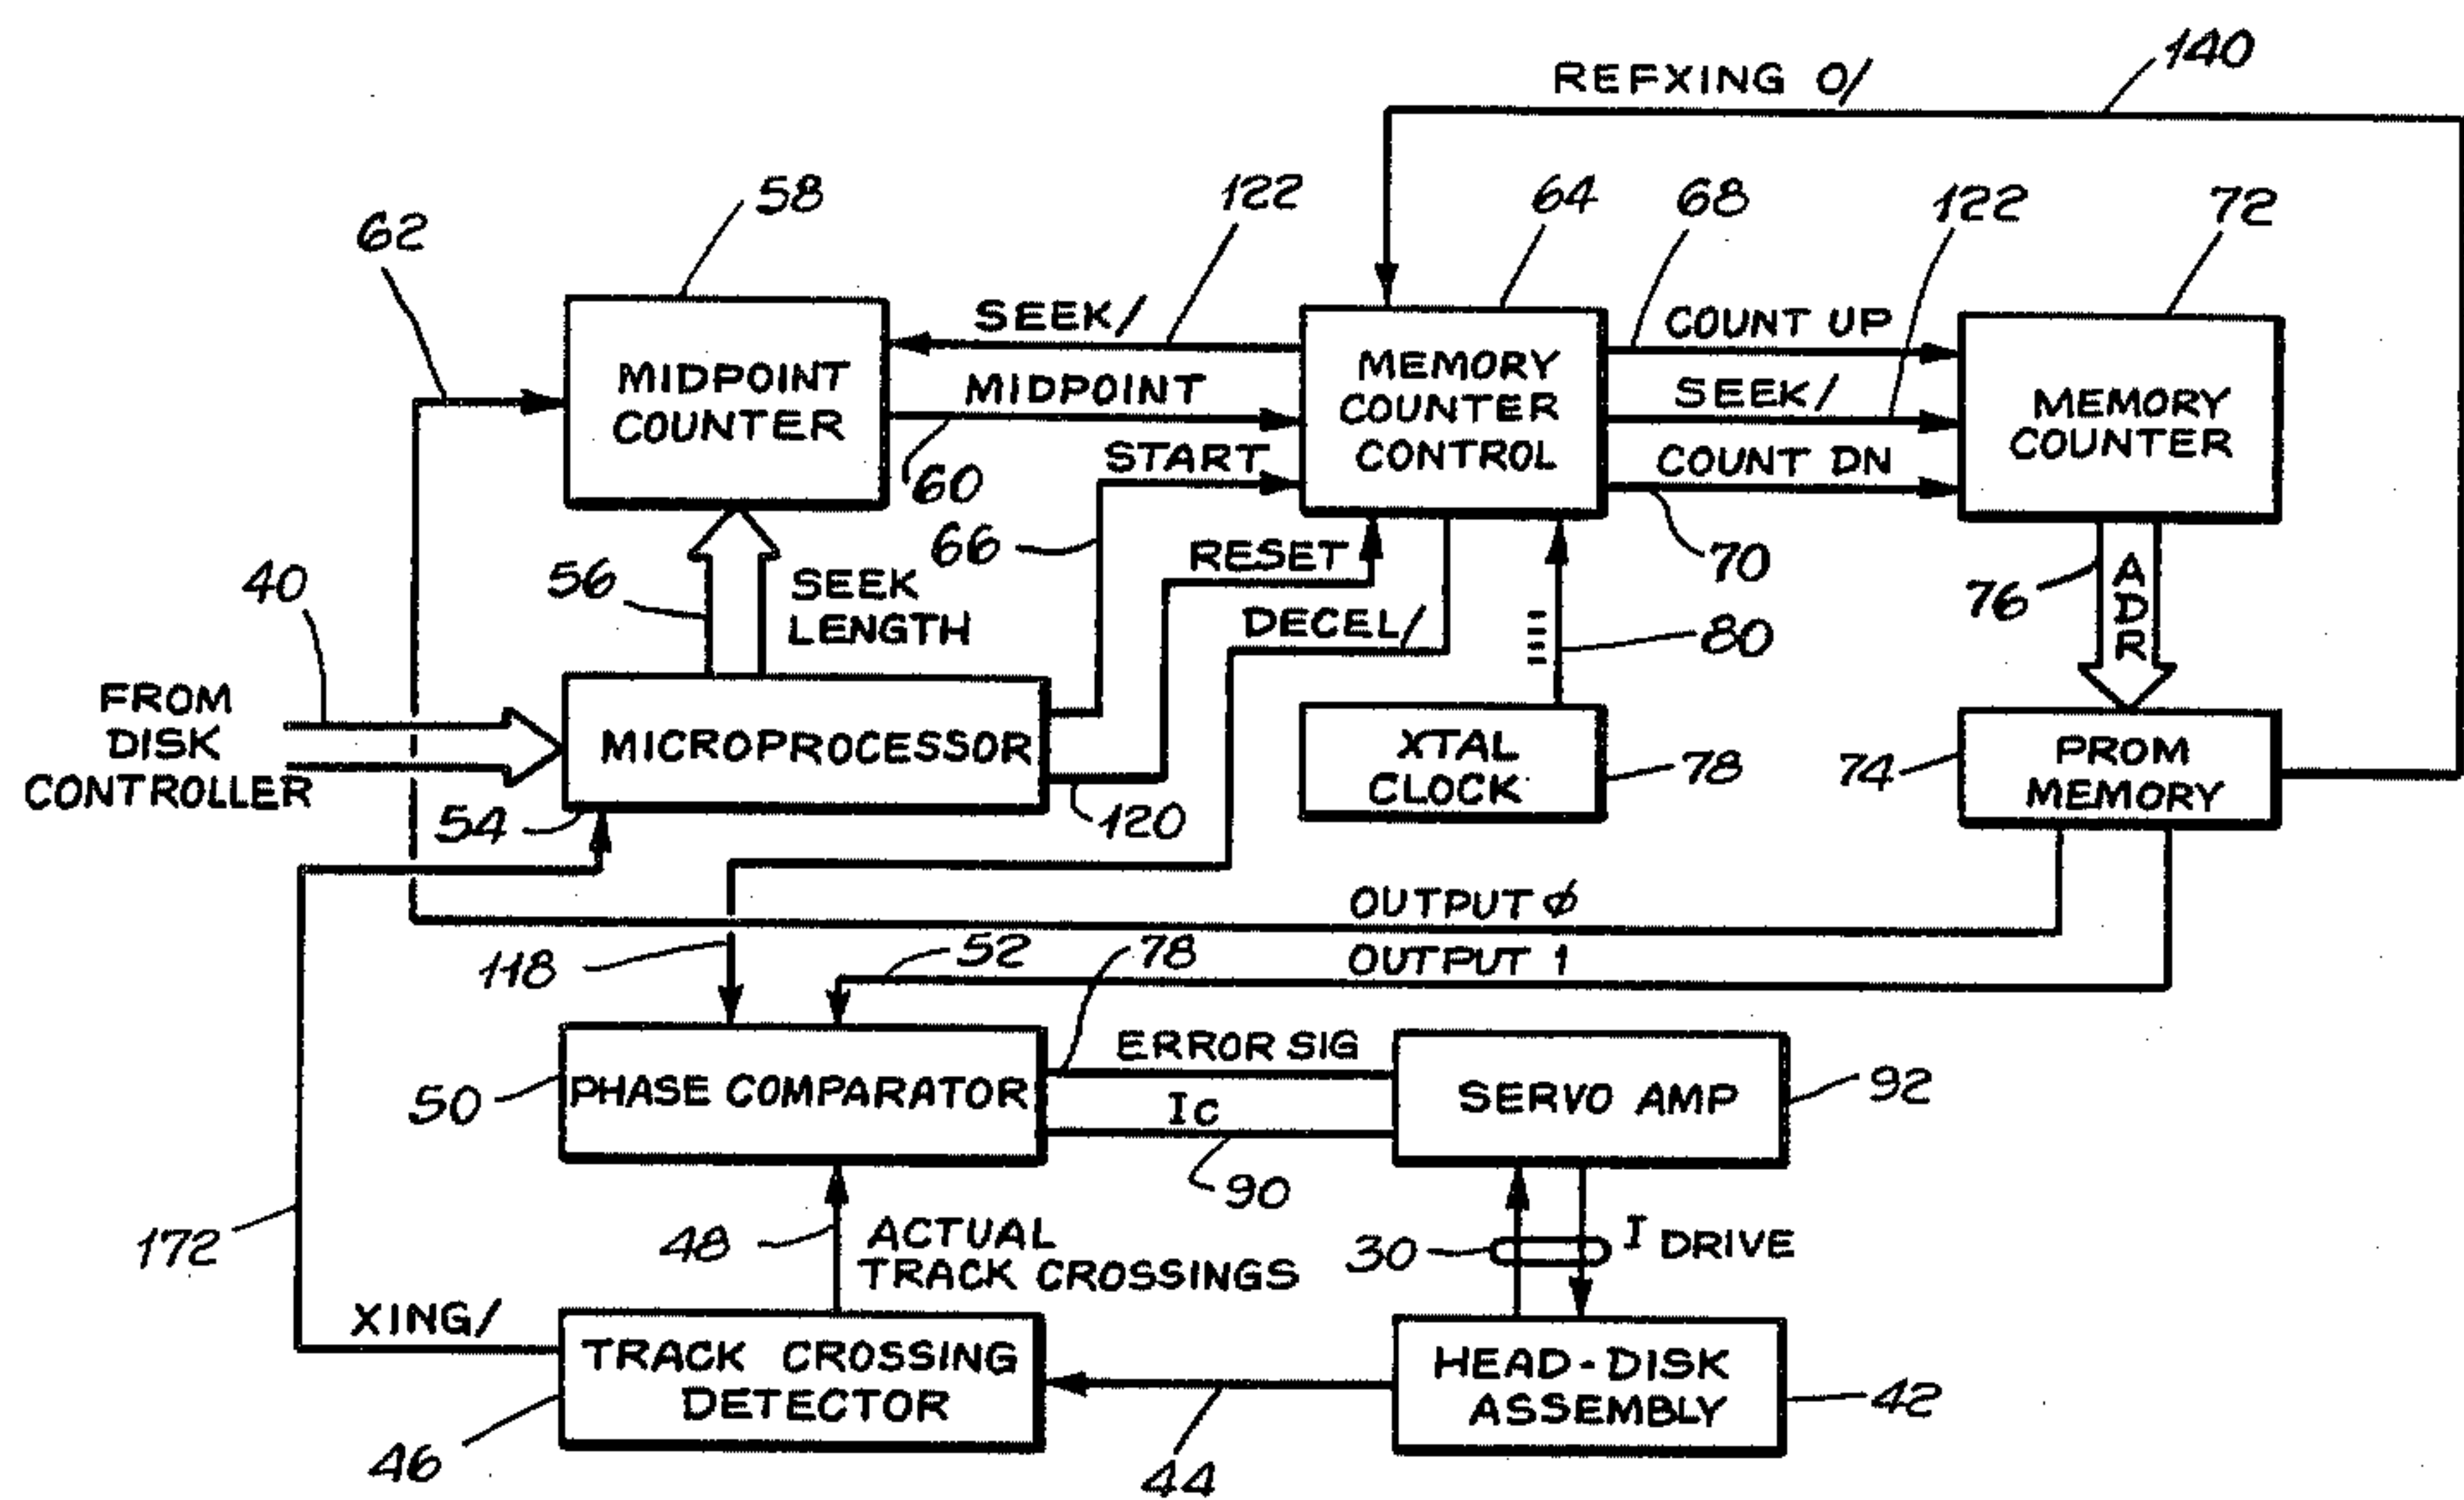 REFXING 0/
140
58
122
64
68
122
72
62
SEEK/
COUNT UP
MIDPOINT
COUNTER
MIDPOINT
MEMORY
COUNTER
CONTROL
SEEK/
MEMORY
COUNTER
START
60
COUNT DN
66
RESET
70
40
56
SEEK
LENGTH
DECEL/
80
76
ADR
FROM
DISK
CONTROLLER
MICROPROCESSOR
XTAL
CLOCK
78
74
PROM
MEMORY
54
120
OUTPUT ϕ
118
52
78
OUTPUT 1
50
PHASE COMPARATOR
ERROR SIG
IC
90
SERVO AMP
92
172
48
ACTUAL
TRACK CROSSINGS
30
I DRIVE
XING/
TRACK CROSSING
DETECTOR
HEAD-DISK
ASSEMBLY
42
46
44